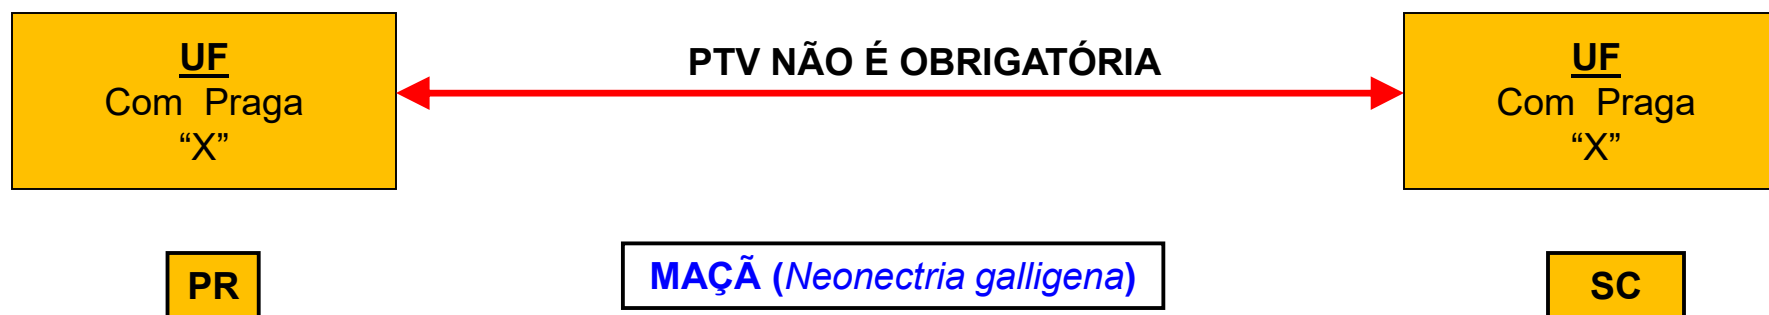 UF
Com Praga
“X”
PTV NÃO É OBRIGATÓRIA
UF
Com Praga
“X”
PR
MAÇÃ (Neonectria galligena)
SC